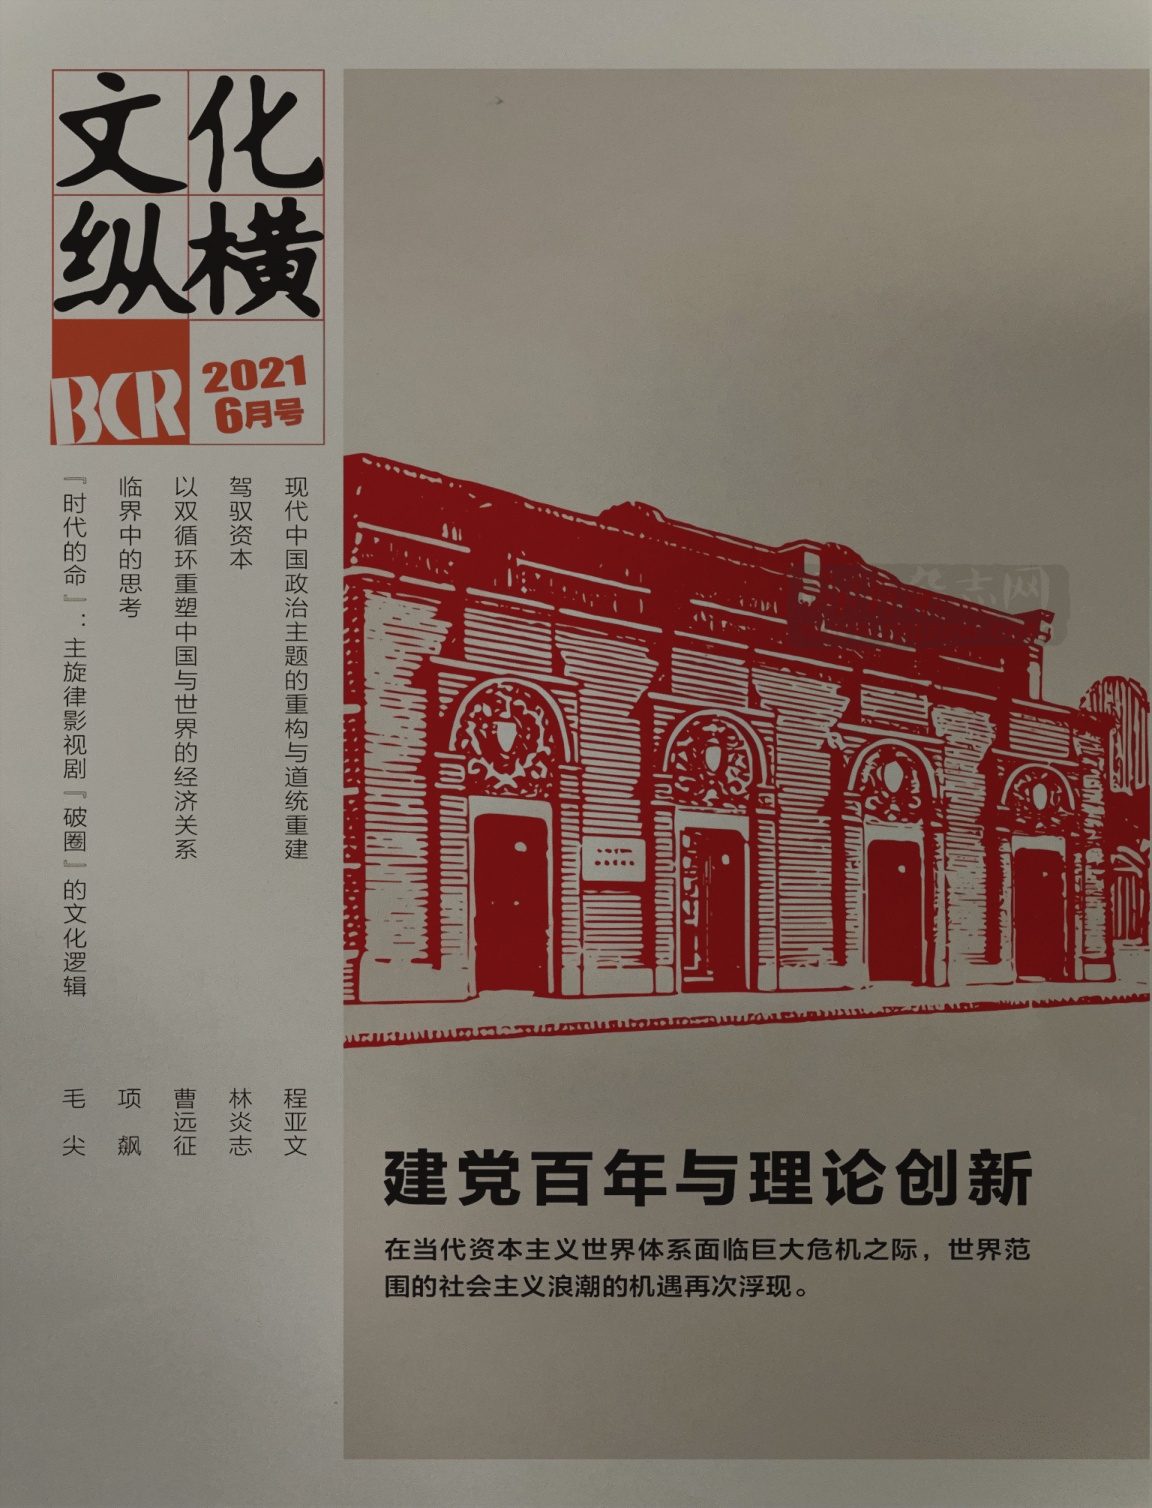 文化
纵横
BCR
2021
6月号
现代中国政治主题的重构与道统重建
程亚文
驾驭资本
林炎志
以双循环重塑中国与世界的经济关系
曹远征
临界中的思考
项飙
『时代的命』：主旋律影视剧『破圈』的文化逻辑
毛尖
杂志网
建党百年与理论创新
在当代资本主义世界体系面临巨大危机之际，世界范
围的社会主义浪潮的机遇再次浮现。